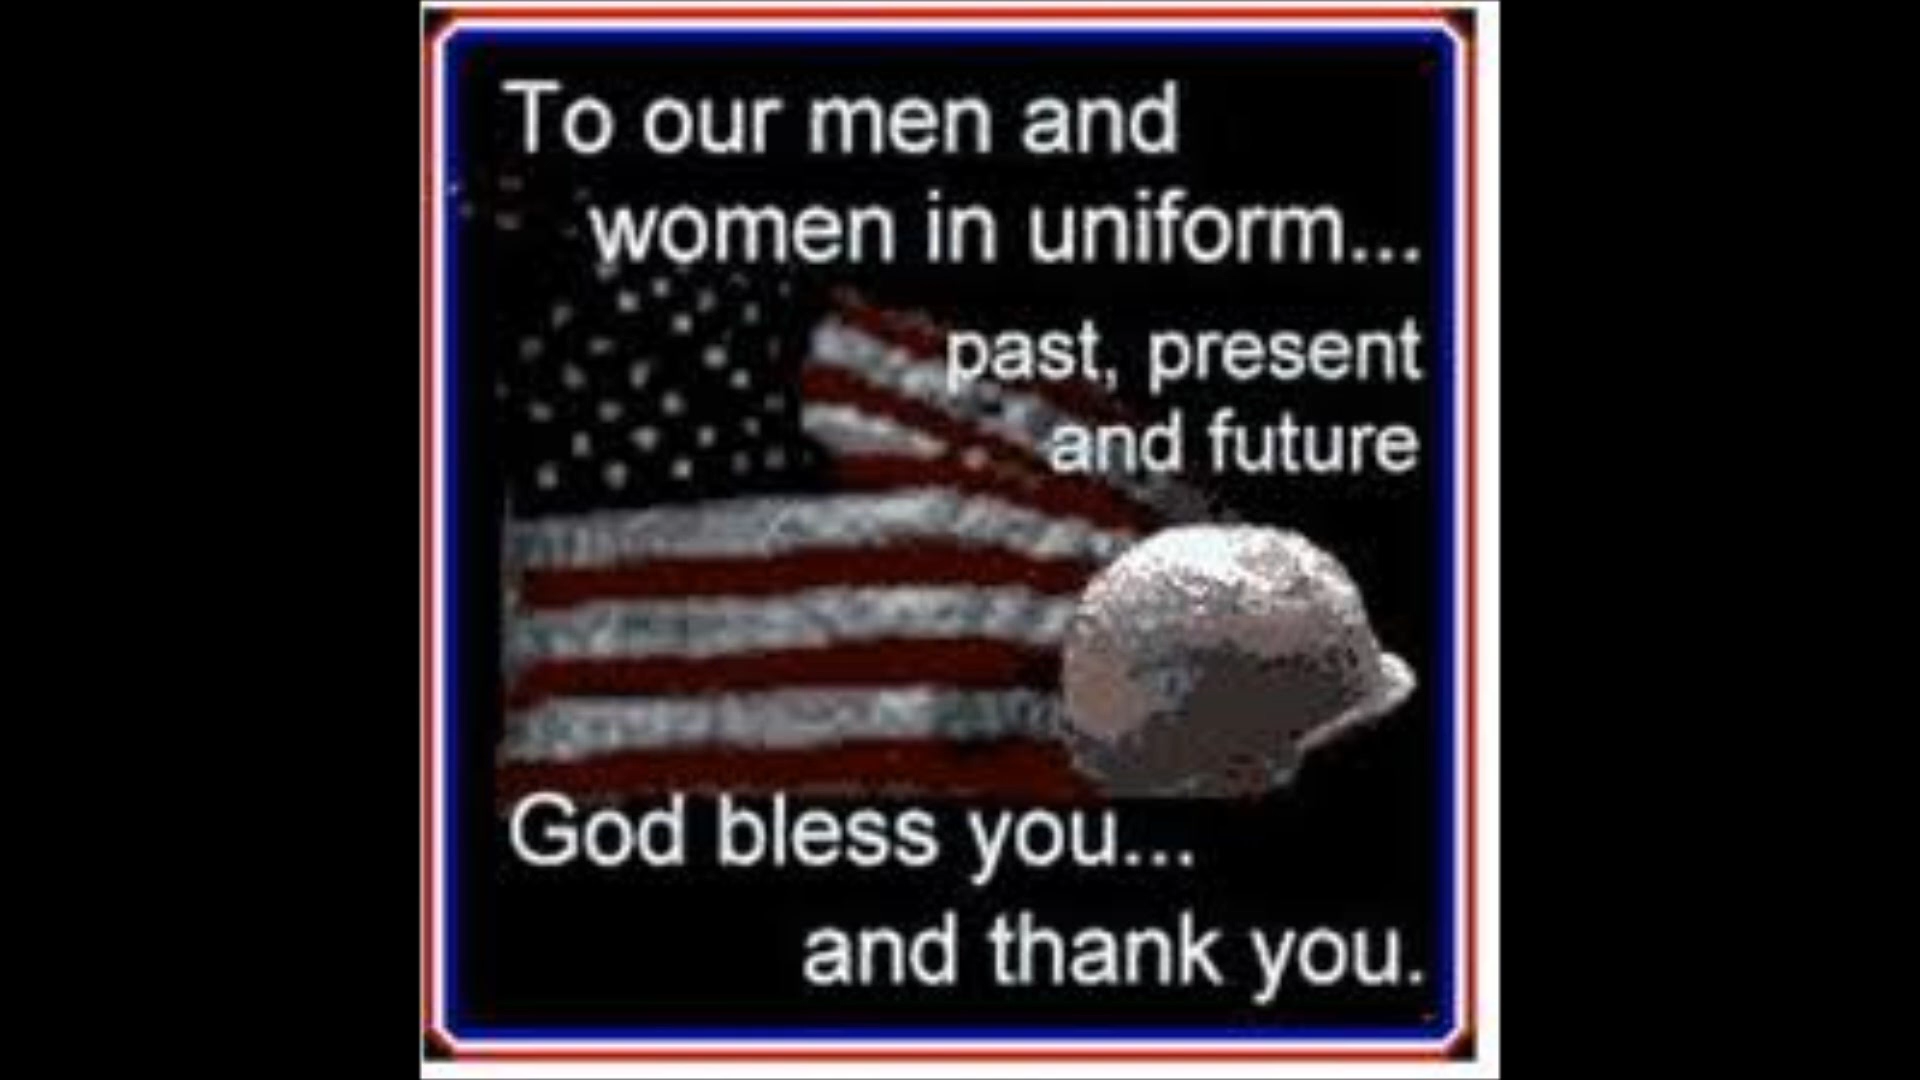 To our men and
women in uniform...
past, present
and future
God bless you...
and thank you.